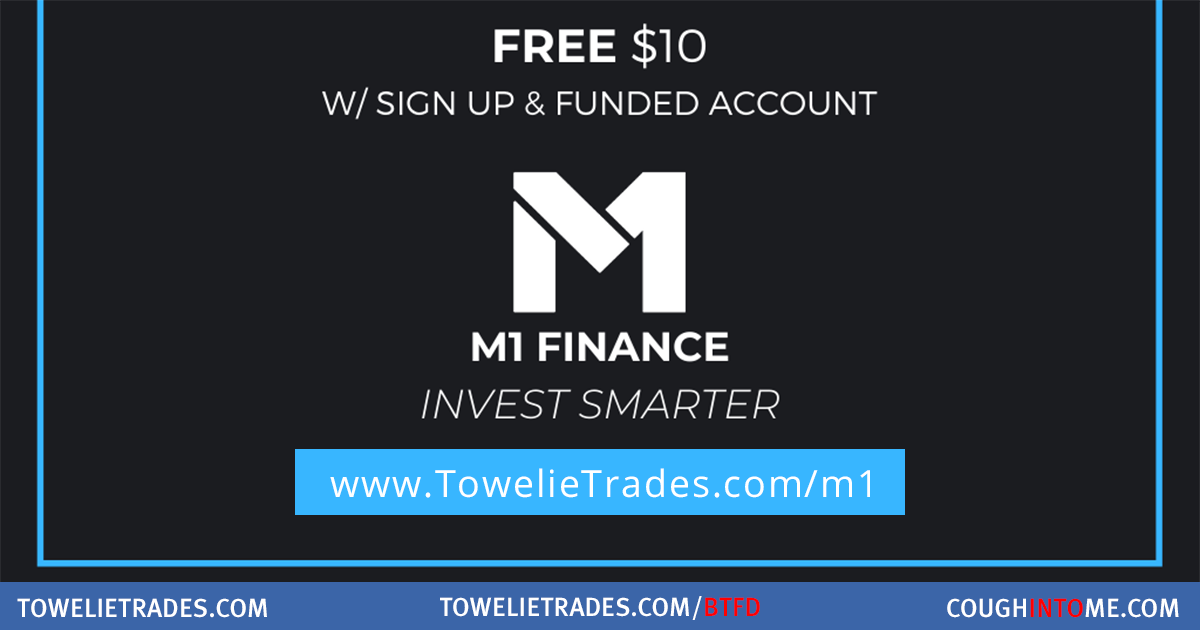 FREE $10
W/ SIGN UP & FUNDED ACCOUNT
M1 FINANCE
INVEST SMARTER
www.TowelieTrades.com/m1
TOWELIETRADES.COM
TOWELIETRADES.COM/BTFD
COUGHINTOME.COM